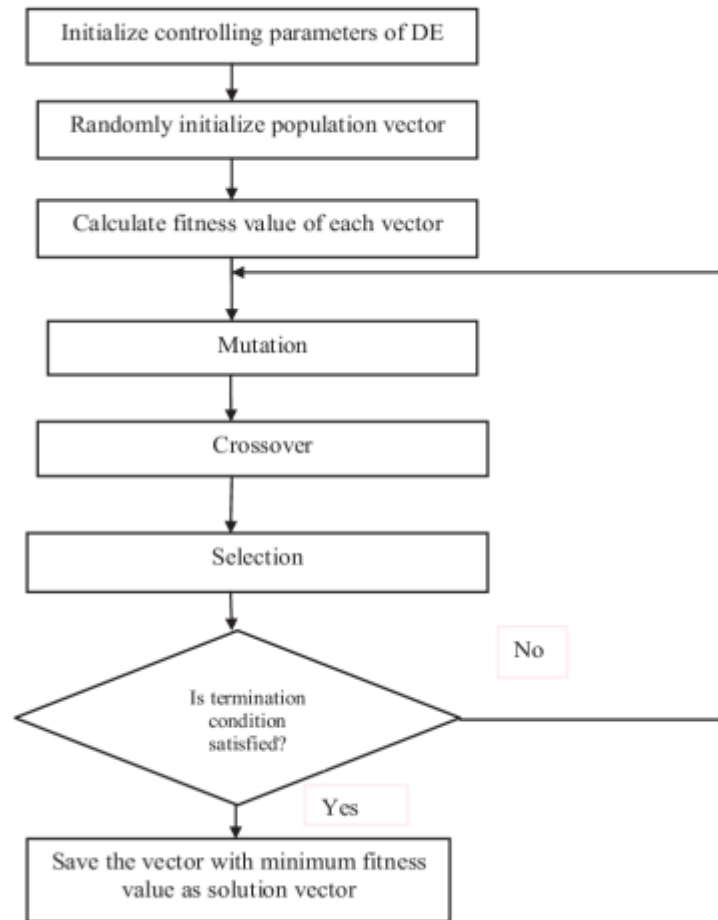 Initialize controlling parameters of DE
Randomly initialize population vector
Calculate fitness value of each vector
Mutation
Crossover
Selection
Is termination
condition
satisfied?
No
Yes
Save the vector with minimum fitness
value as solution vector